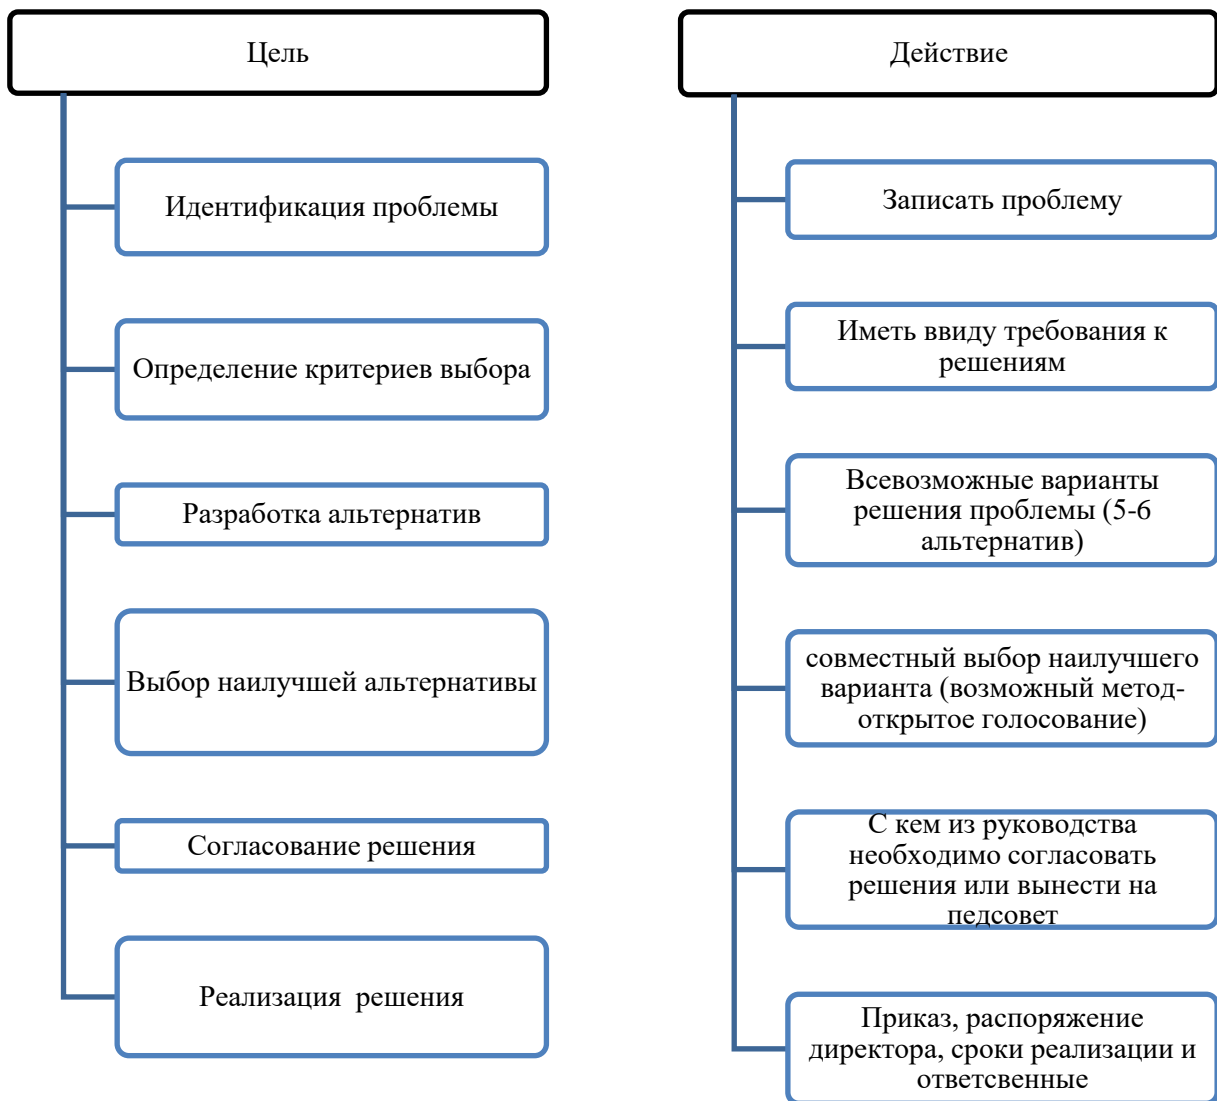 Цель
Идентификация проблемы
Определение критериев выбора
Разработка альтернатив
Выбор наилучшей альтернативы
Согласование решения
Реализация решения
Действие
Записать проблему
Иметь ввиду требования к
решениям
Всевозможные варианты
решения проблемы (5-6
альтернатив)
совместный выбор наилучшего
варианта (возможный метод-
открытое голосование)
С кем из руководства
необходимо согласовать
решения или вынести на
педсовет
Приказ, распоряжение
директора, сроки реализации и
ответсвенные